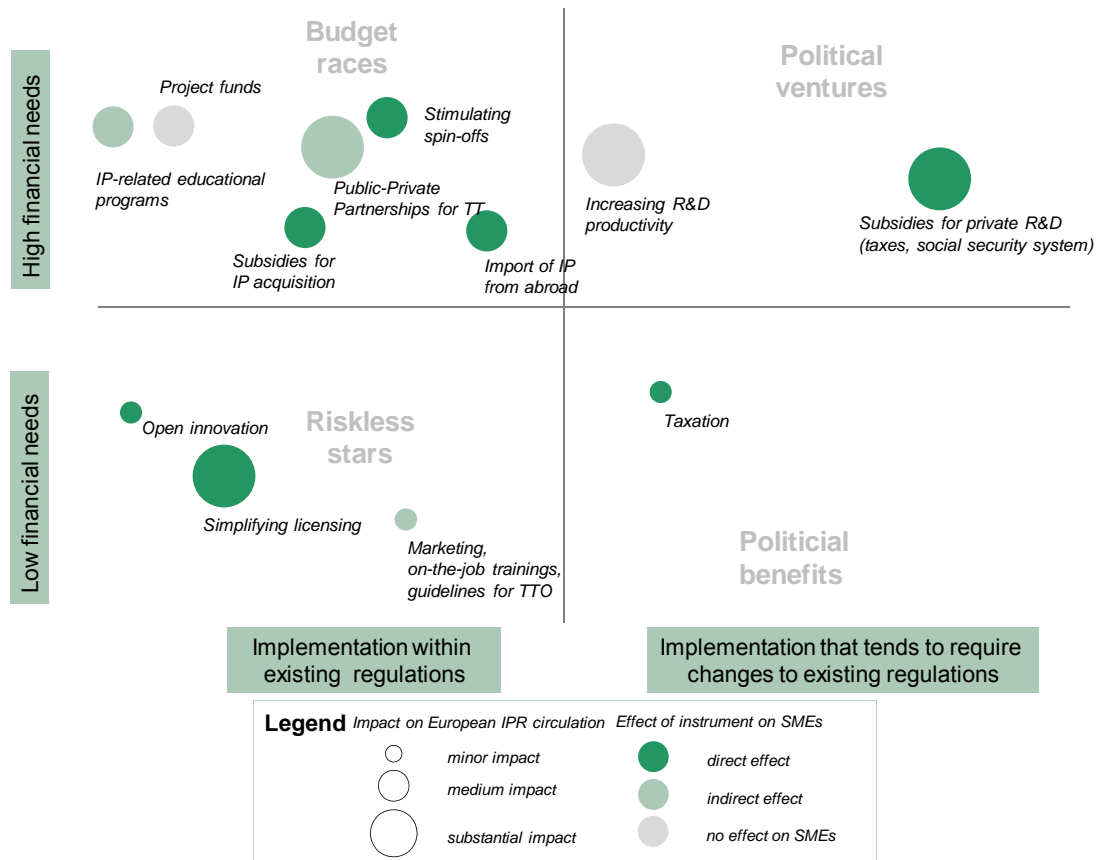 Budget
races
Political
ventures
High financial needs
Project funds
Stimulating
spin-offs
IP-related educational
programs
Public-Private
Partnerships for TT
Increasing R&D
productivity
Subsidies for private R&D
(taxes, social security system)
Subsidies for
IP acquisition
Import of IP
from abroad
Low financial needs
Open innovation
Riskless
stars
Taxation
Simplifying licensing
Marketing,
on-the-job trainings,
guidelines for TTO
Politicial
benefits
Implementation within
existing regulations
Implementation that tends to require
changes to existing regulations
Legend
Impact on European IPR circulation
Effect of instrument on SMEs
minor impact
direct effect
medium impact
indirect effect
substantial impact
no effect on SMEs